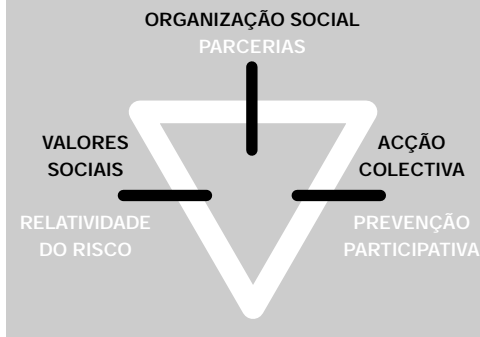 ORGANIZAÇÃO SOCIAL
PARCERIAS
VALORES
SOCIAIS
RELATIVIDADE
DO RISCO
ACÇÃO
COLECTIVA
PREVENÇÃO
PARTICIPATIVA